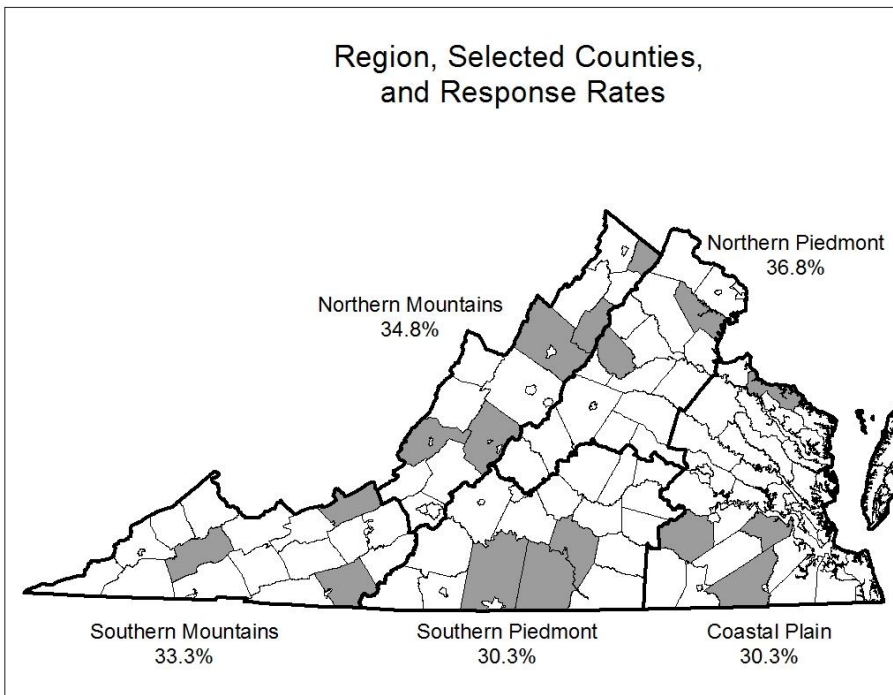 Region, Selected Counties,
and Response Rates
Northern Piedmont
36.8%
Northern Mountains
34.8%
Southern Mountains
33.3%
Southern Piedmont
30.3%
Coastal Plain
30.3%